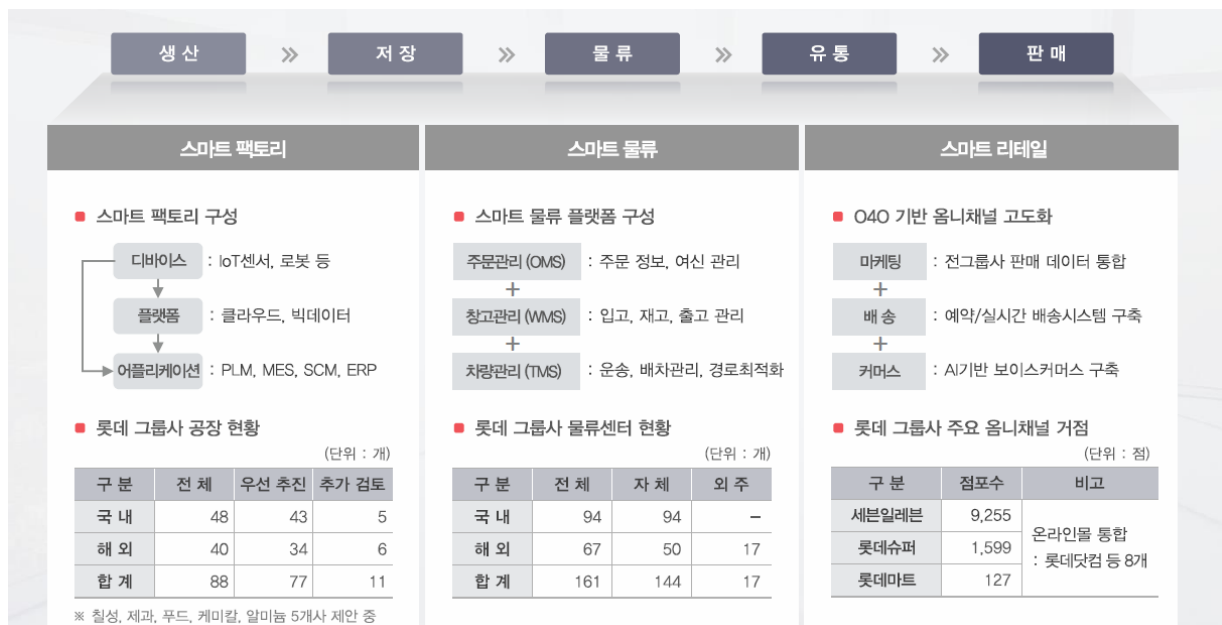 생 산 » 저 장 » 물 류 » 유 통 » 판 매
스마트 팩토리
■ 스마트 팩토리 구성
디바이스 : IoT센서, 로봇 등
플랫폼 : 클라우드, 빅데이터
어플리케이션 : PLM, MES, SCM, ERP
■ 롯데 그룹사 공장 현황
(단위 : 개)
구 분 전 체 우선 추진 추가 검토
국 내 48 43 5
해 외 40 34 6
합 계 88 77 11
※ 칠성, 제과, 푸드, 케미칼, 알미늄 5개사 제안 중
스마트 물류
■ 스마트 물류 플랫폼 구성
주문관리 (OMS) : 주문 정보, 여신 관리
+
창고관리 (WMS) : 입고, 재고, 출고 관리
+
차량관리 (TMS) : 운송, 배차관리, 경로최적화
■ 롯데 그룹사 물류센터 현황
(단위 : 개)
구 분 전 체 자 체 외 주
국 내 94 94 –
해 외 67 50 17
합 계 161 144 17
스마트 리테일
■ O4O 기반 옴니채널 고도화
마케팅 : 전그룹사 판매 데이터 통합
+
배 송 : 예약/실시간 배송시스템 구축
+
커머스 : AI기반 보이스커머스 구축
■ 롯데 그룹사 주요 옴니채널 거점
(단위 : 점)
구 분 점포수 비고
세븐일레븐 9,255
롯데슈퍼 1,599
롯데마트 127
온라인몰 통합
: 롯데닷컴 등 8개